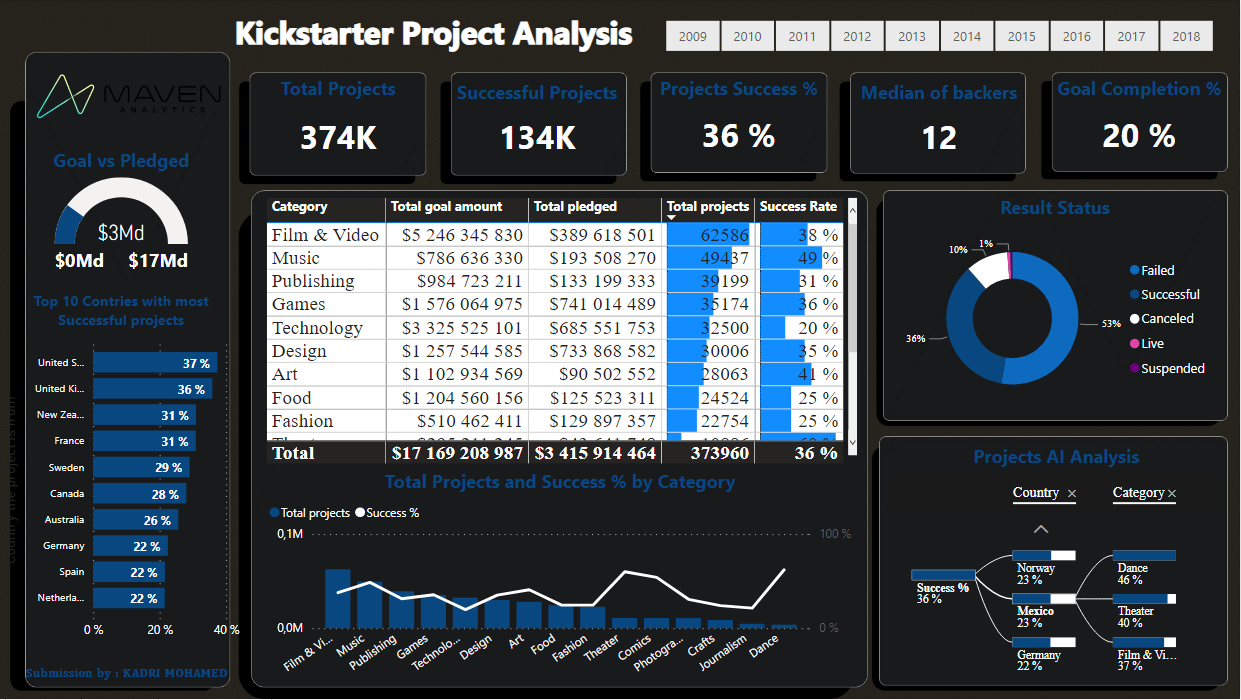 Kickstarter Project Analysis
2009 2010 2011 2012 2013 2014 2015 2016 2017 2018
MAVEN
ANALYTICS
Goal vs Pledged
$3Md
$0Md $17Md
Top 10 Contries with most
Successful projects
United S... 37 %
United Ki... 36 %
New Zea... 31 %
France 31 %
Sweden 29 %
Canada 28 %
Australia 26 %
Germany 22 %
Spain 22 %
Netherla... 22 %
0 % 20 % 40 %
Country the project is from
Submission by : KADRI MOHAMED
Total Projects
374K
Successful Projects
134K
Projects Success %
36 %
Median of backers
12
Goal Completion %
20 %
Category Total goal amount Total pledged Total projects Success Rate
Film & Video $5 246 345 830 $389 618 501 62586 38 %
Music $786 636 330 $193 508 270 49437 49 %
Publishing $984 723 211 $133 199 333 39199 31 %
Games $1 576 064 975 $741 014 489 35174 36 %
Technology $3 325 525 101 $685 551 753 32500 20 %
Design $1 257 544 585 $733 868 582 30006 35 %
Art $1 102 934 569 $90 502 552 28063 41 %
Food $1 204 560 156 $125 523 311 24524 25 %
Fashion $510 462 411 $129 897 357 22754 25 %
Total $17 169 208 987 $3 415 914 464 373960 36 %
Total Projects and Success % by Category
Total projects Success %
0,1M 100 %
0,0M 0 %
Film & Vi... Music Publishing Games Technolo... Design Art Food Fashion Theater Comics Photogra... Crafts Journalism Dance
Result Status
10% 1%
36% 53%
Failed
Successful
Canceled
Live
Suspended
Projects AI Analysis
Country × Category ×
Success %
36 %
Norway
23 %
Mexico
23 %
Germany
22 %
Dance
46 %
Theater
40 %
Film & Vi...
37 %